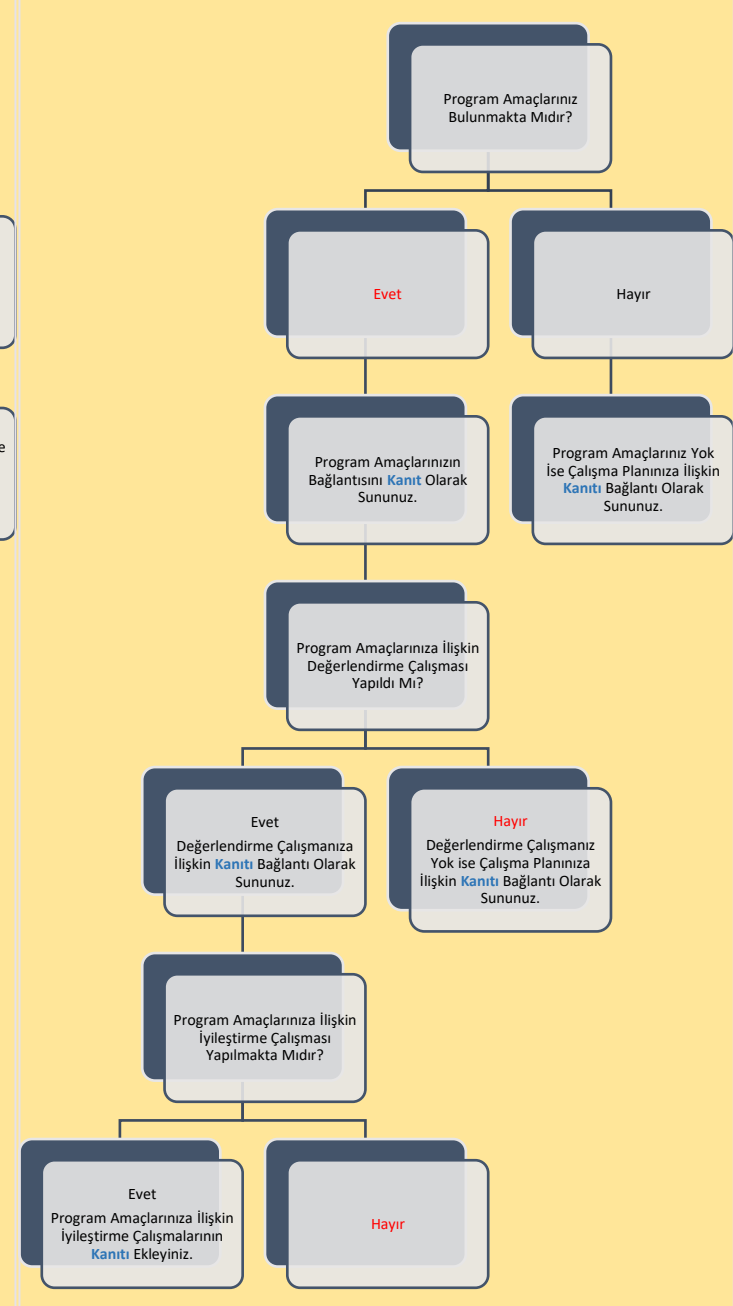 Program Amaçlarınız
Bulunmakta Mıdır?
Evet
Hayır
e
Program Amaçlarınızın
Bağlantısını Kanıt Olarak
Sununuz.
Program Amaçlarınız Yok
İse Çalışma Planınıza İlişkin
Kanıtı Bağlantı Olarak
Sununuz.
Program Amaçlarınıza İlişkin
Değerlendirme Çalışması
Yapıldı Mı?
Evet
Değerlendirme Çalışmanıza
İlişkin Kanıtı Bağlantı Olarak
Sununuz.
Hayır
Değerlendirme Çalışmanız
Yok ise Çalışma Planınıza
İlişkin Kanıtı Bağlantı Olarak
Sununuz.
Program Amaçlarınıza İlişkin
İyileştirme Çalışması
Yapılmakta Mıdır?
Evet
Program Amaçlarınıza İlişkin
İyileştirme Çalışmalarının
Kanıtı Ekleyiniz.
Hayır